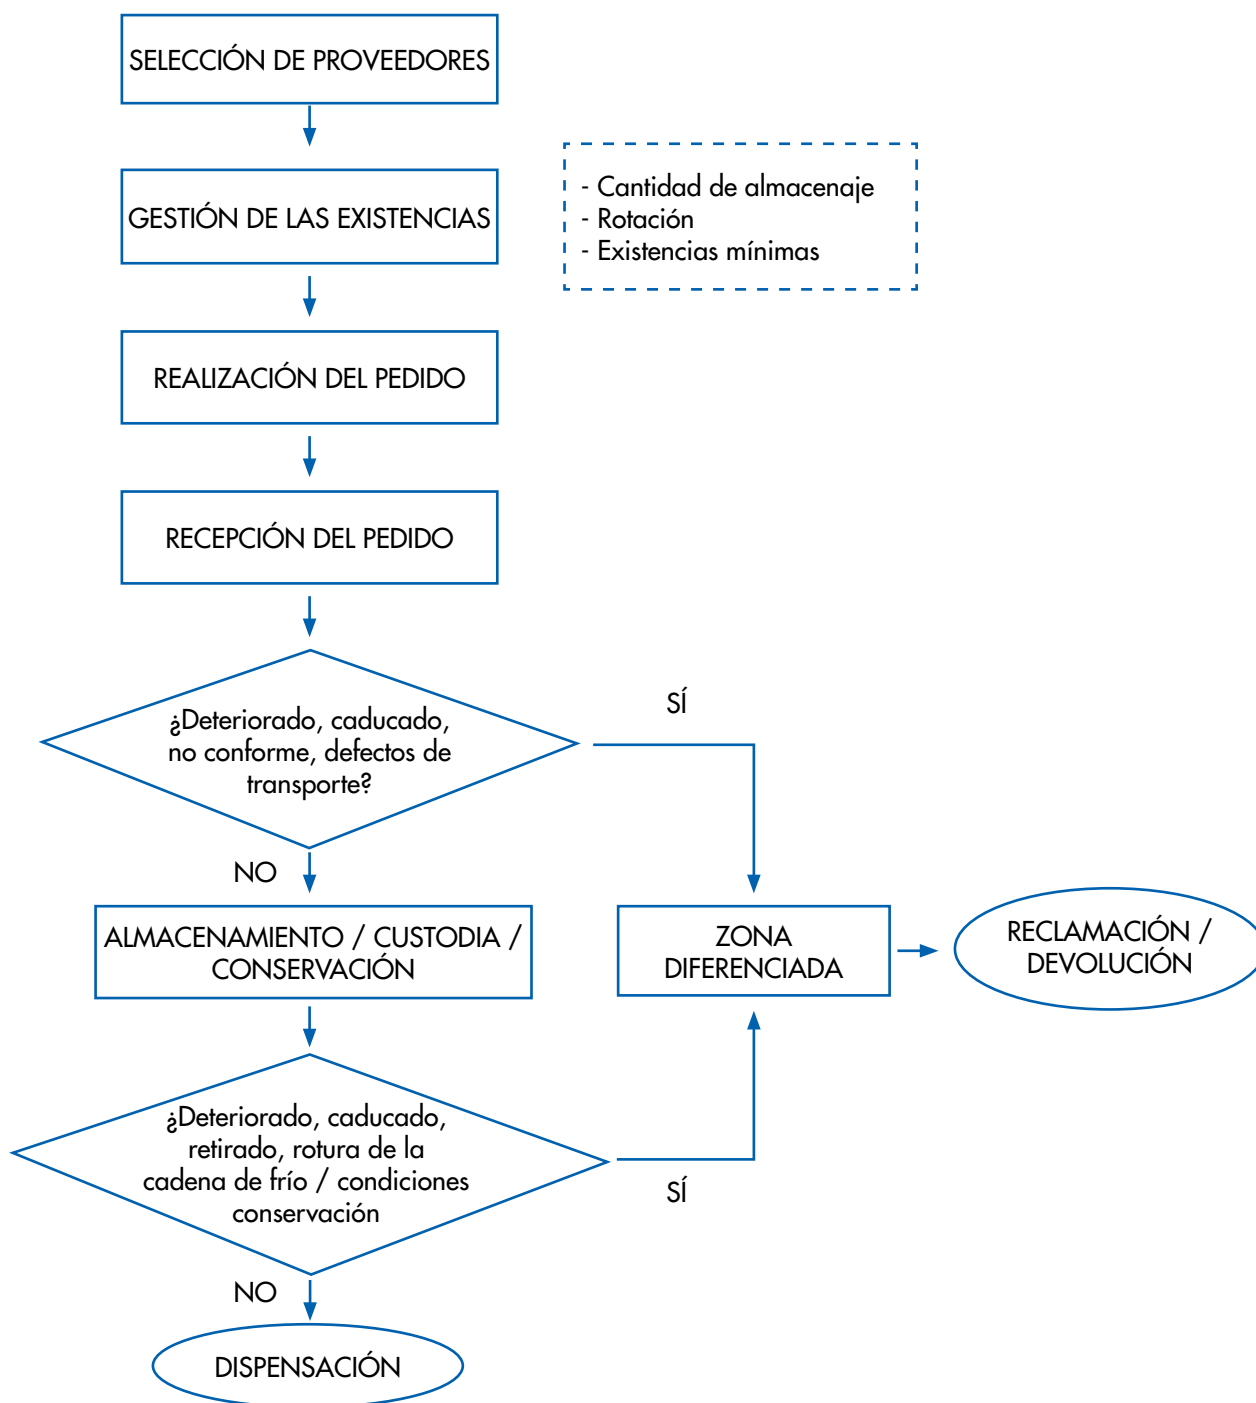 SELECCIÓN DE PROVEEDORES
GESTIÓN DE LAS EXISTENCIAS
- Cantidad de almacenaje
- Rotación
- Existencias mínimas
REALIZACIÓN DEL PEDIDO
RECEPCIÓN DEL PEDIDO
¿Deteriorado, caducado,
no conforme, defectos de
transporte?
SÍ
NO
ALMACENAMIENTO / CUSTODIA /
CONSERVACIÓN
ZONA
DIFERENCIADA
RECLAMACIÓN /
DEVOLUCIÓN
¿Deteriorado, caducado,
retirado, rotura de la
cadena de frío / condiciones
conservación
SÍ
NO
DISPENSACIÓN